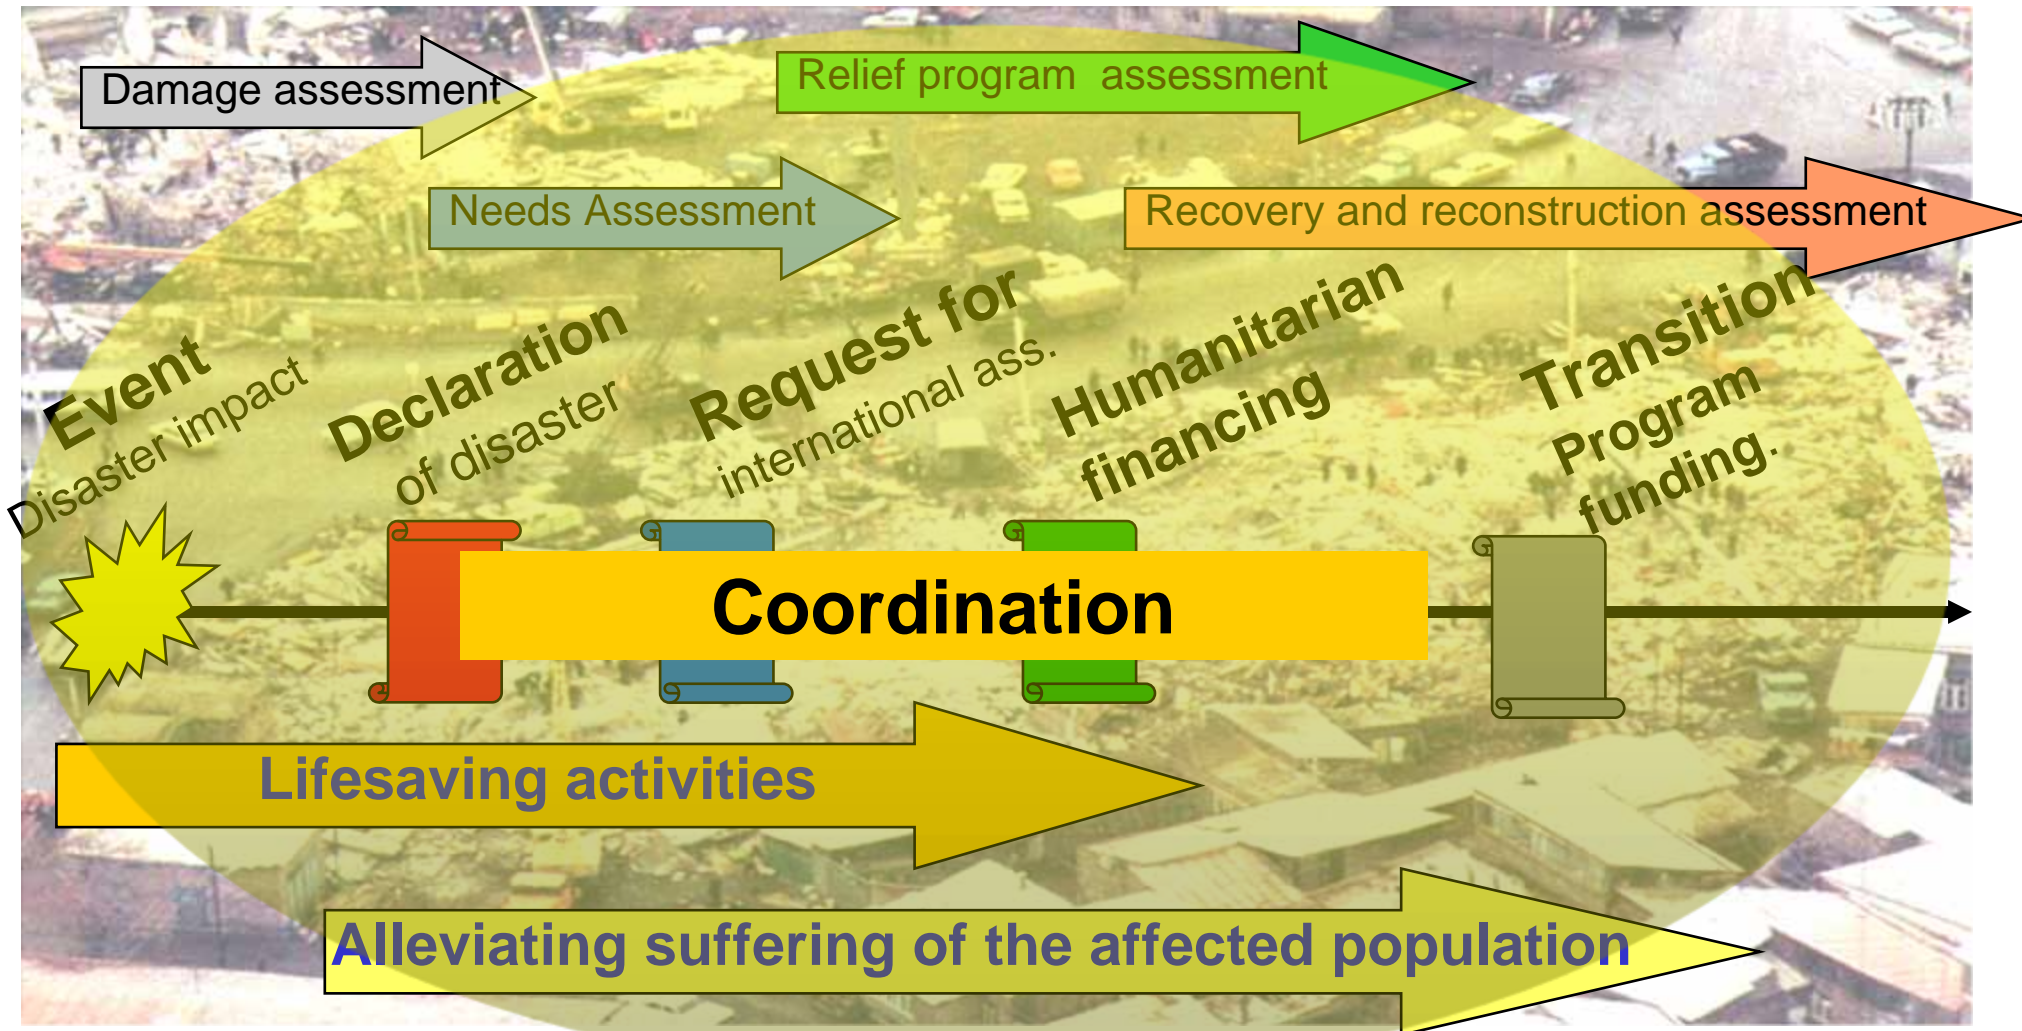 Damage assessment
Relief program  assessment
Needs Assessment
Recovery and reconstruction assessment
Event
Disaster impact
Declaration
of disaster
Request for
international ass.
Humanitarian
financing
Transition
Program
funding.
Coordination
Lifesaving activities
Alleviating suffering of the affected population